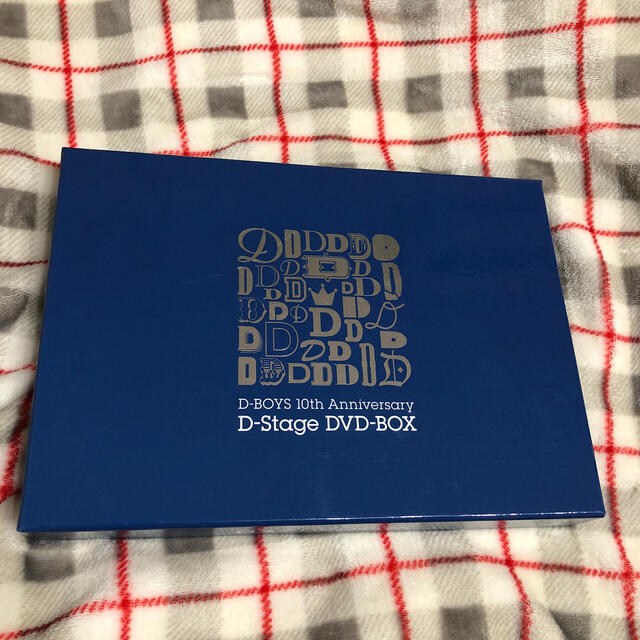 D-BOYS 10th Anniversary
D-Stage DVD-BOX